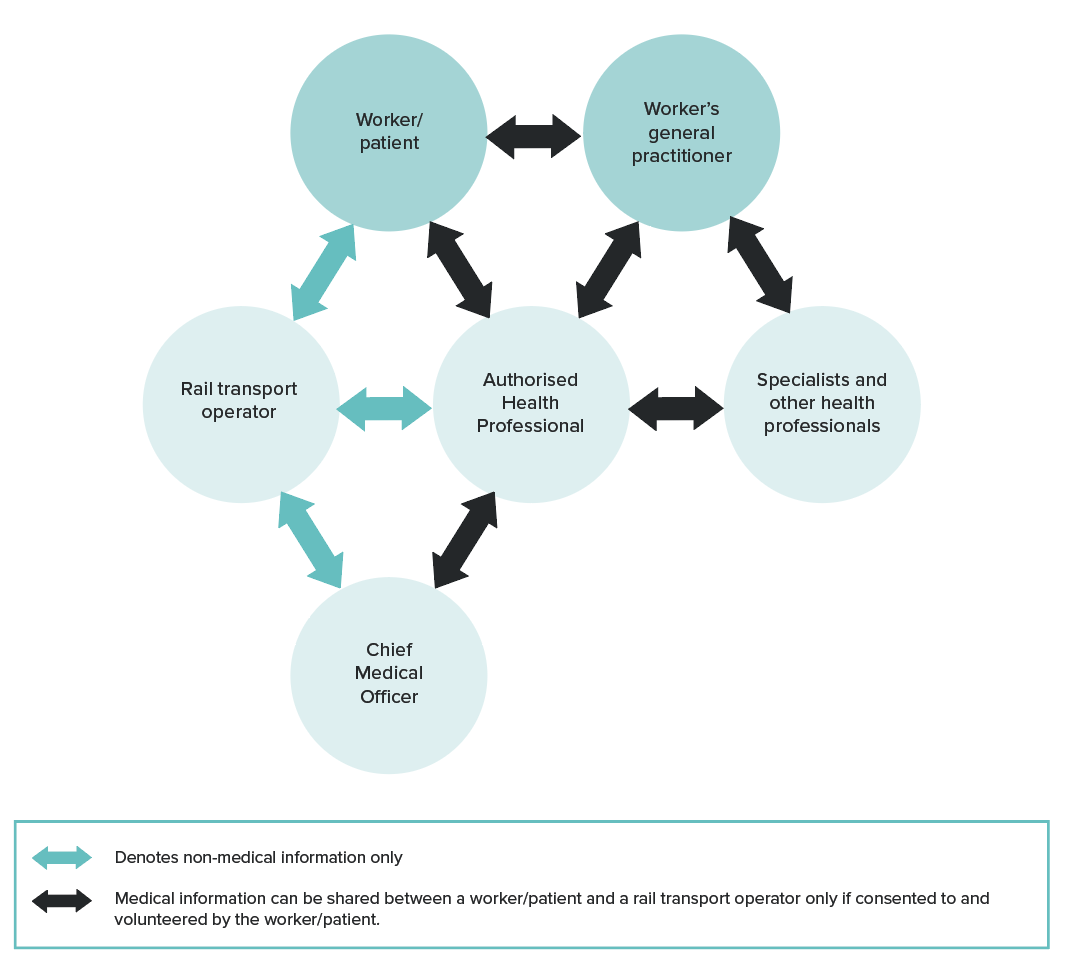 Worker/
patient
Worker’s
general
practitioner
Rail transport
operator
Authorised
Health
Professional
Specialists and
other health
professionals
Chief
Medical
Officer
Denotes non-medical information only
Medical information can be shared between a worker/patient and a rail transport operator only if consented to and
volunteered by the worker/patient.